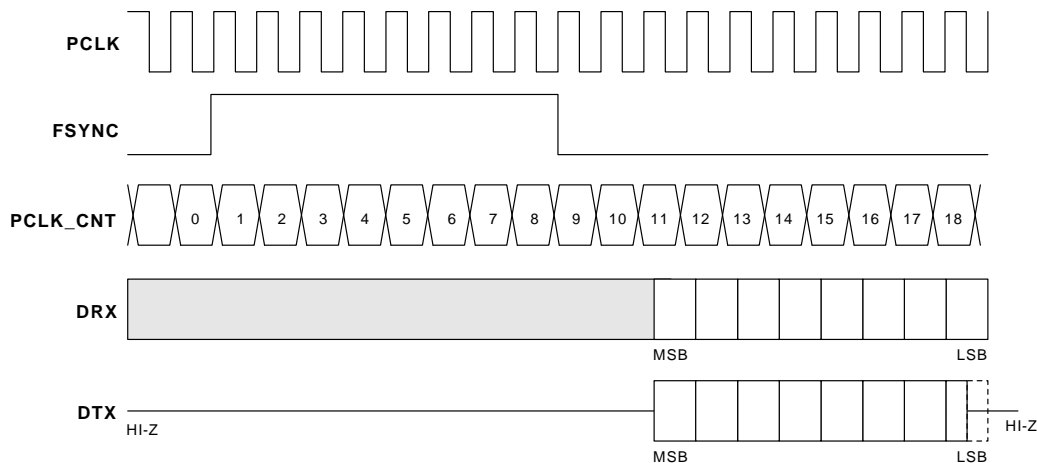 PCLK
FSYNC
PCLK_CNT
0 1 2 3 4 5 6 7 8 9 10 11 12 13 14 15 16 17 18
DRX
MSB LSB
DTX
HI-Z HI-Z
MSB LSB